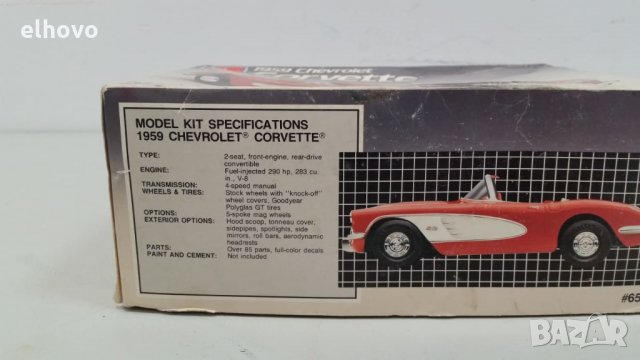 elhovo
1959 Chevrolet
Corvette
MODEL KIT SPECIFICATIONS
1959 CHEVROLET® CORVETTE®
TYPE: 2-seat, front-engine, rear-drive
convertible
ENGINE: Fuel-injected 290 hp, 283 cu.
in., V-8
TRANSMISSION: 4-speed manual
WHEELS & TIRES: Stock wheels with "knock-off"
wheel covers, Goodyear
Polyglas GT tires
OPTIONS: 5-spoke mag wheels
EXTERIOR OPTIONS: Hood scoop, tonneau cover,
sidepipes, spotlights, side
mirrors, roll bars, aerodynamic
headrests
PARTS: Over 85 parts, full-color decals
PAINT AND CEMENT: Not included
#65
BAZAR